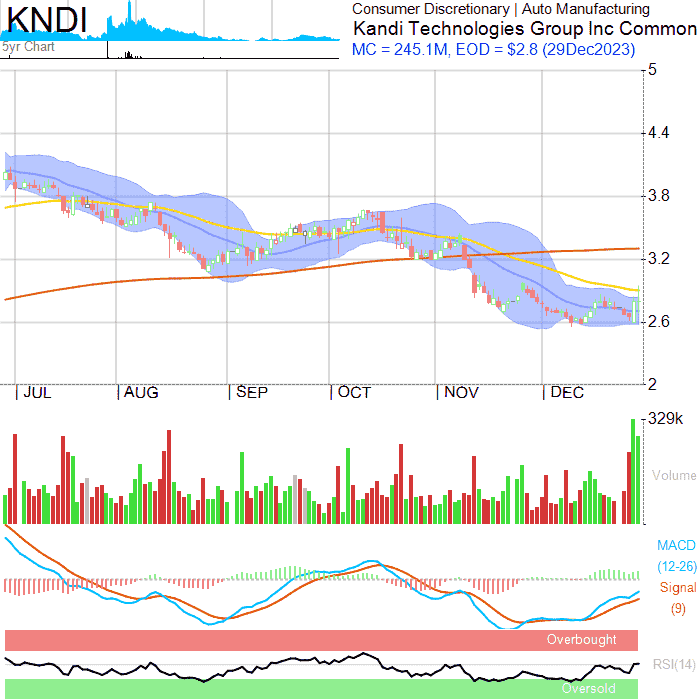 KNDI
5yr Chart
Consumer Discretionary | Auto Manufacturing
Kandi Technologies Group Inc Common
MC = 245.1M, EOD = $2.8 (29Dec2023)
5
4.4
3.8
3.2
2.6
2
| JUL | AUG | SEP | OCT | NOV | DEC
329k
Volume
MACD
(12-26)
Signal
(9)
Overbought
RSI(14)
Oversold